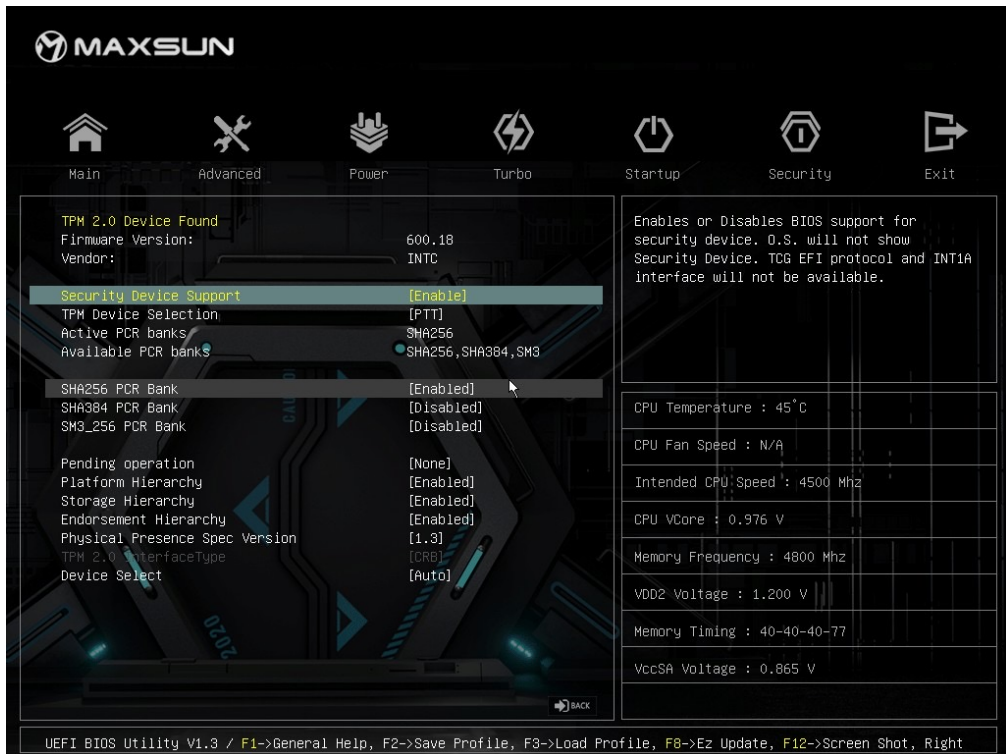 MAXSUN
Main Advanced Power Turbo Startup Security Exit
TPM 2.0 Device Found
Firmware Version: 600.18
Vendor: INTC
Security Device Support [Enable]
TPM Device Selection [PTT]
Active PCR banks SHA256
Available PCR banks SHA256,SHA384,SM3
SHA256 PCR Bank [Enabled]
SHA384 PCR Bank [Disabled]
SM3_256 PCR Bank [Disabled]
Pending operation [None]
Platform Hierarchy [Enabled]
Storage Hierarchy [Enabled]
Endorsement Hierarchy [Enabled]
Physical Presence Spec Version [1.3]
TPM 2.0 InterfaceType [CRB]
Device Select [Auto]
CAUTIO
2020
BACK
Enables or Disables BIOS support for
security device. O.S. will not show
Security Device. TCG EFI protocol and INT1A
interface will not be available.
CPU Temperature : 45°C
CPU Fan Speed : N/A
Intended CPU Speed : 4500 Mhz
CPU VCore : 0.976 V
Memory Frequency : 4800 Mhz
VDD2 Voltage : 1.200 V
Memory Timing : 40-40-40-77
VccSA Voltage : 0.865 V
UEFI BIOS Utility V1.3 / F1->General Help, F2->Save Profile, F3->Load Profile, F8->Ez Update, F12->Screen Shot, Right